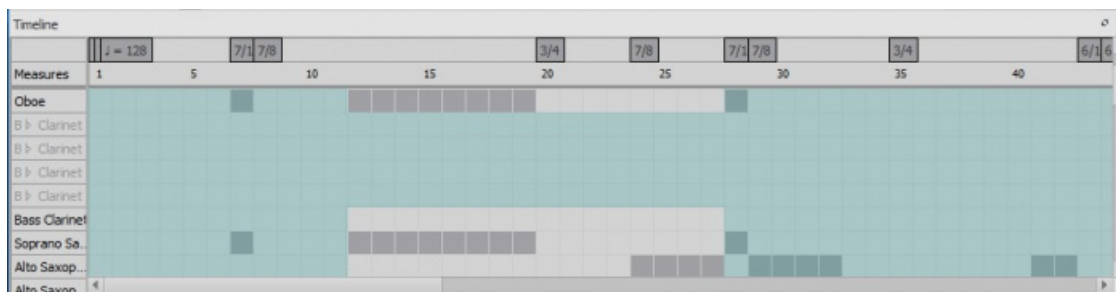 Timeline
♩ = 128 7/1 7/8 3/4 7/8 7/1 7/8 3/4 6/1 6
Measures 1 5 10 15 20 25 30 35 40
Oboe
B♭ Clarinet
B♭ Clarinet
B♭ Clarinet
B♭ Clarinet
Bass Clarinet
Soprano Sa..
Alto Saxop...
Alto Saxop